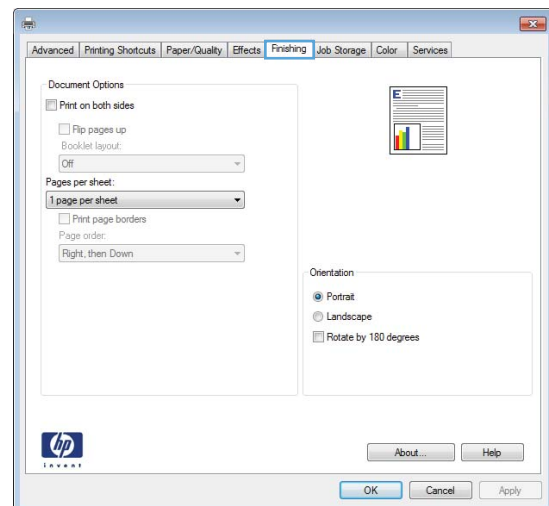 Advanced Printing Shortcuts Paper/Quality Effects Finishing Job Storage Color Services
Document Options
Print on both sides
Flip pages up
Booklet layout:
Off
Pages per sheet:
1 page per sheet
Print page borders
Page order:
Right, then Down
E
Orientation
Portrait
Landscape
Rotate by 180 degrees
hp
invent
About... Help
OK Cancel Apply